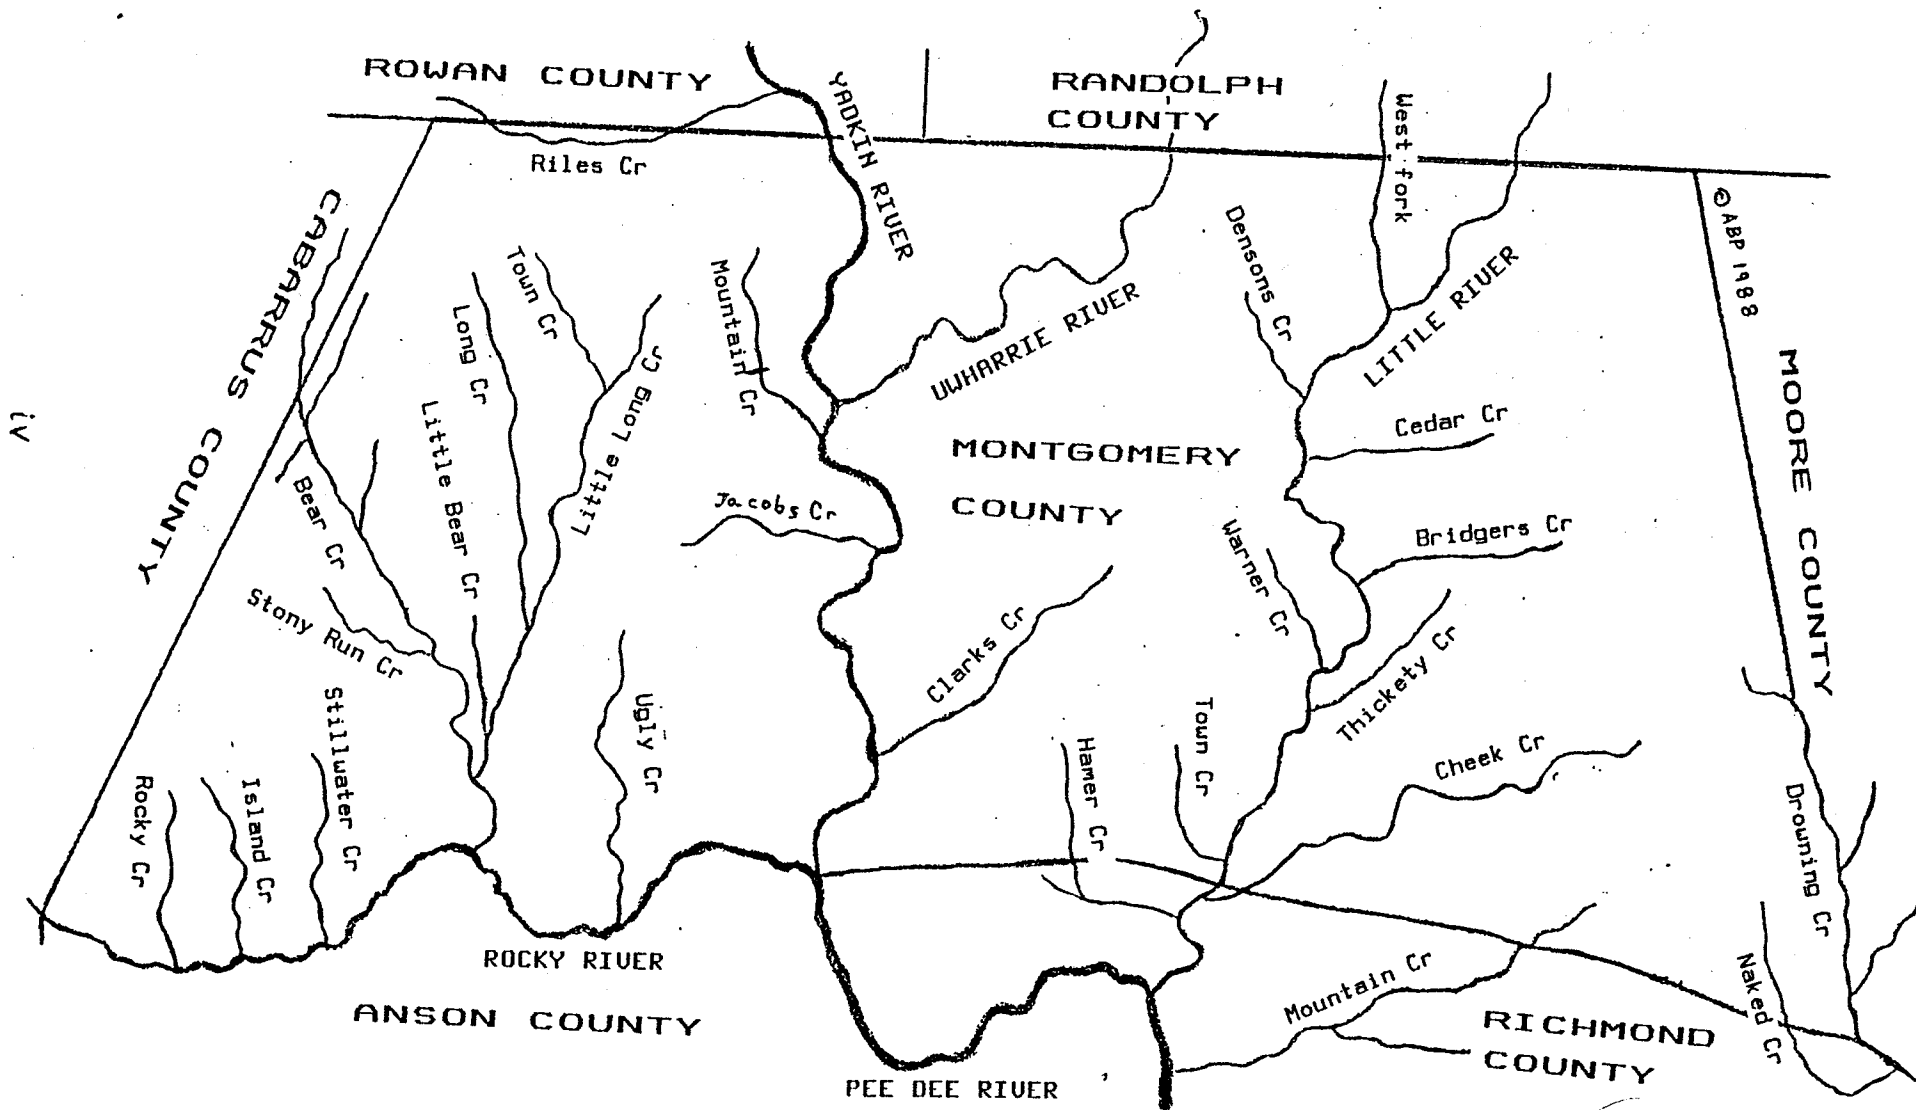 ROWAN COUNTY
YADKIN RIVER
RANDOLPH
COUNTY
West fork
Riles Cr
CABARRUS COUNTY
©ABP 1988
Densons Cr
Town Cr
Mountain Cr
Long Cr
LITTLE RIVER
UWHARRIE RIVER
Little Long Cr
Little Bear Cr
MOORE COUNTY
iv
Cedar Cr
MONTGOMERY
COUNTY
Bear Cr
Jacobs Cr
Warner Cr
Bridgers Cr
Stony Run Cr
Clarks Cr
Thickety Cr
Stillwater Cr
Ugly Cr
Town Cr
Hamer Cr
Cheek Cr
Rocky Cr
Island Cr
Drowning Cr
ROCKY RIVER
Mountain Cr
Naked Cr
ANSON COUNTY
RICHMOND
COUNTY
PEE DEE RIVER